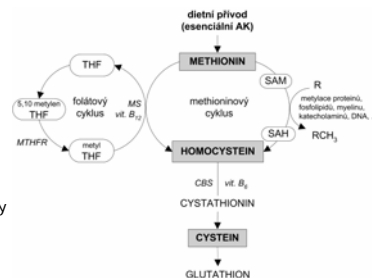 dietní přívod
(esenciální AK)
METHIONIN
THF
SAM
R
metylace proteinů,
fosfolipidů, myelinu,
katecholaminů, DNA,
5,10 metylen
THF
folátový
cyklus
MS
vit. B12
methioninový
cyklus
MTHFR
metyl
THF
SAH
RCH3
HOMOCYSTEIN
CBS vit. B6
y
CYSTATHIONIN
CYSTEIN
GLUTATHION